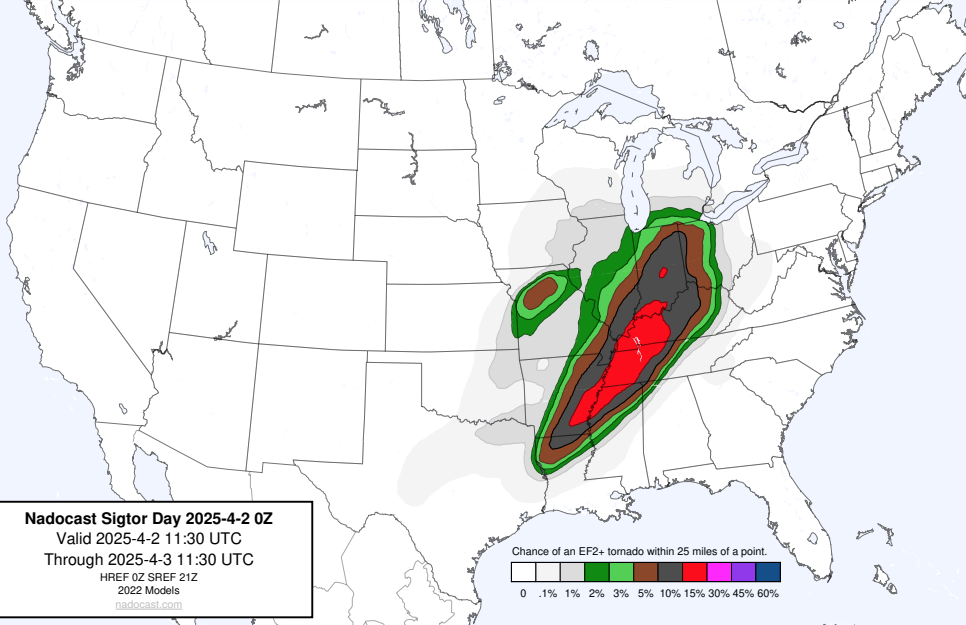 Nadocast Sigtor Day 2025-4-2 0Z
Valid 2025-4-2 11:30 UTC
Through 2025-4-3 11:30 UTC
HREF 0Z SREF 21Z
2022 Models
nadocast.com
Chance of an EF2+ tornado within 25 miles of a point.
0 .1% 1% 2% 3% 5% 10% 15% 30% 45% 60%